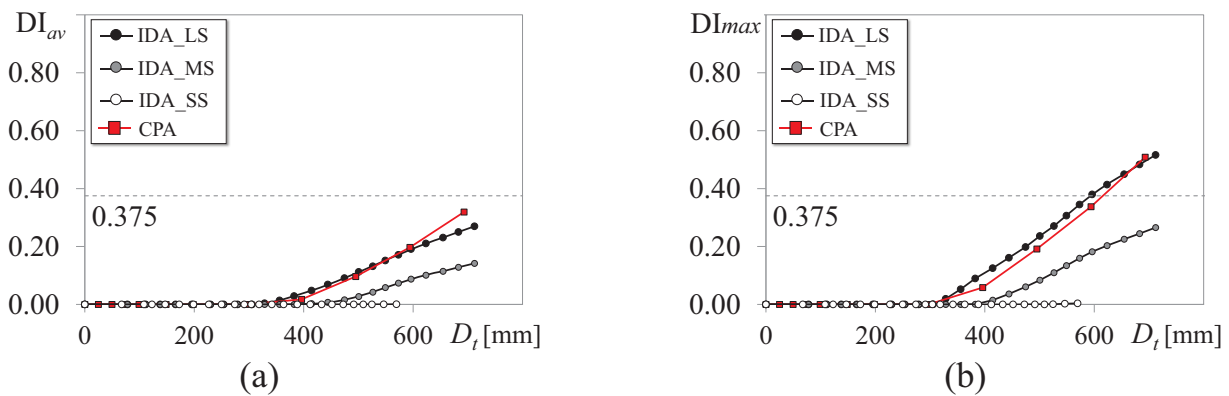 DIav
0.80
0.60
0.40
0.20
0.00
IDA_LS
IDA_MS
IDA_SS
CPA
0.375
0 200 400 600 Dt [mm]
(a)
DImax
0.80
0.60
0.40
0.20
0.00
IDA_LS
IDA_MS
IDA_SS
CPA
0.375
0 200 400 600 Dt [mm]
(b)